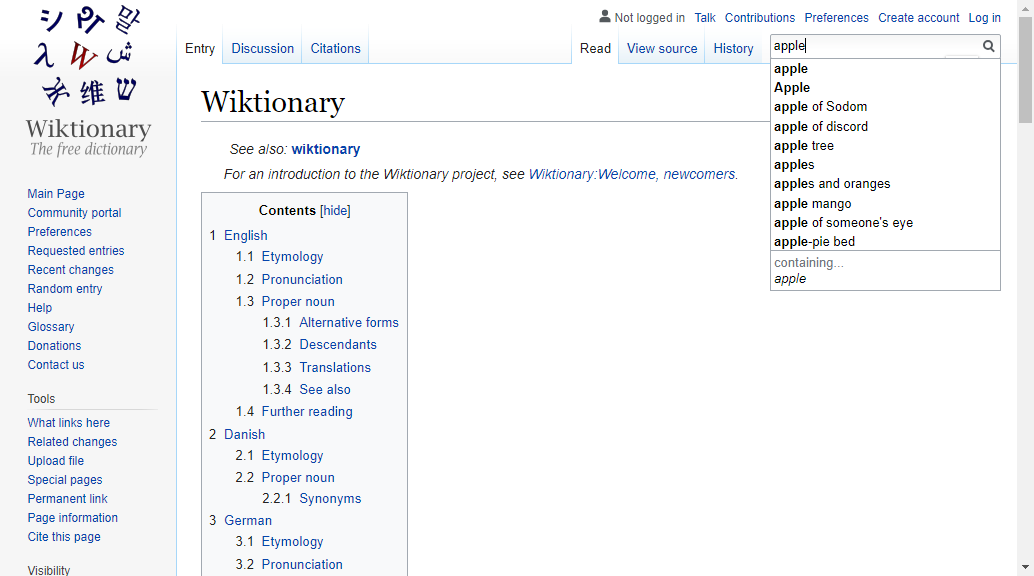 Not logged in Talk Contributions Preferences Create account Log in
Entry Discussion Citations Read View source History apple
apple
Apple
apple of Sodom
apple of discord
apple tree
apples
apples and oranges
apple mango
apple of someone's eye
apple-pie bed
containing...
apple
シ 말
λ W ش
维 ש
Wiktionary
The free dictionary
Main Page
Community portal
Preferences
Requested entries
Recent changes
Random entry
Help
Glossary
Donations
Contact us
Tools
What links here
Related changes
Upload file
Special pages
Permanent link
Page information
Cite this page
Visibility
Wiktionary
See also: wiktionary
For an introduction to the Wiktionary project, see Wiktionary:Welcome, newcomers.
Contents [hide]
1 English
1.1 Etymology
1.2 Pronunciation
1.3 Proper noun
1.3.1 Alternative forms
1.3.2 Descendants
1.3.3 Translations
1.3.4 See also
1.4 Further reading
2 Danish
2.1 Etymology
2.2 Proper noun
2.2.1 Synonyms
3 German
3.1 Etymology
3.2 Pronunciation